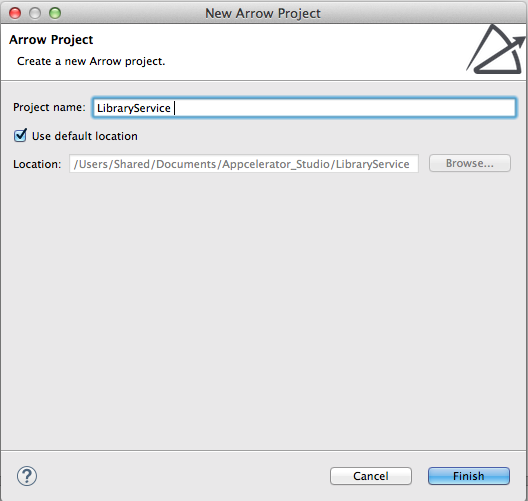 New Arrow Project
Arrow Project
Create a new Arrow project.
Project name: LibraryService
Use default location
Location: /Users/Shared/Documents/Appcelerator_Studio/LibraryService Browse...
? Cancel Finish